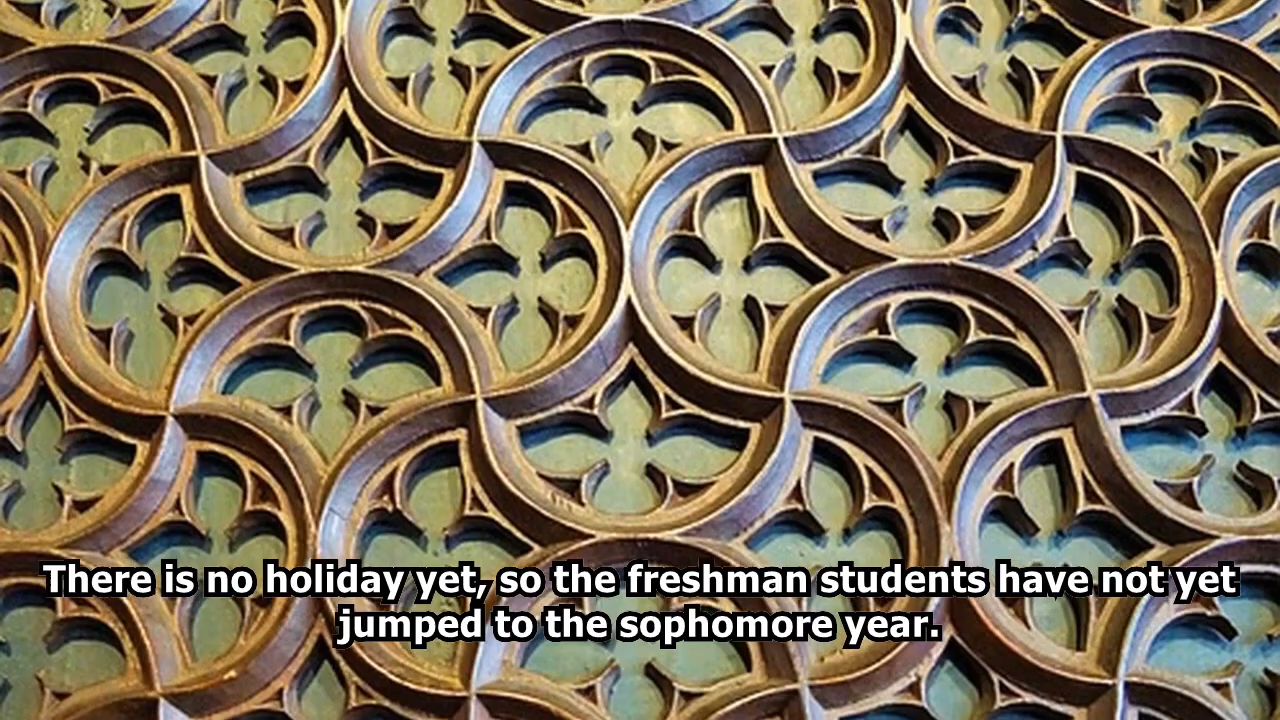 There is no holiday yet, so the freshman students have not yet
jumped to the sophomore year.